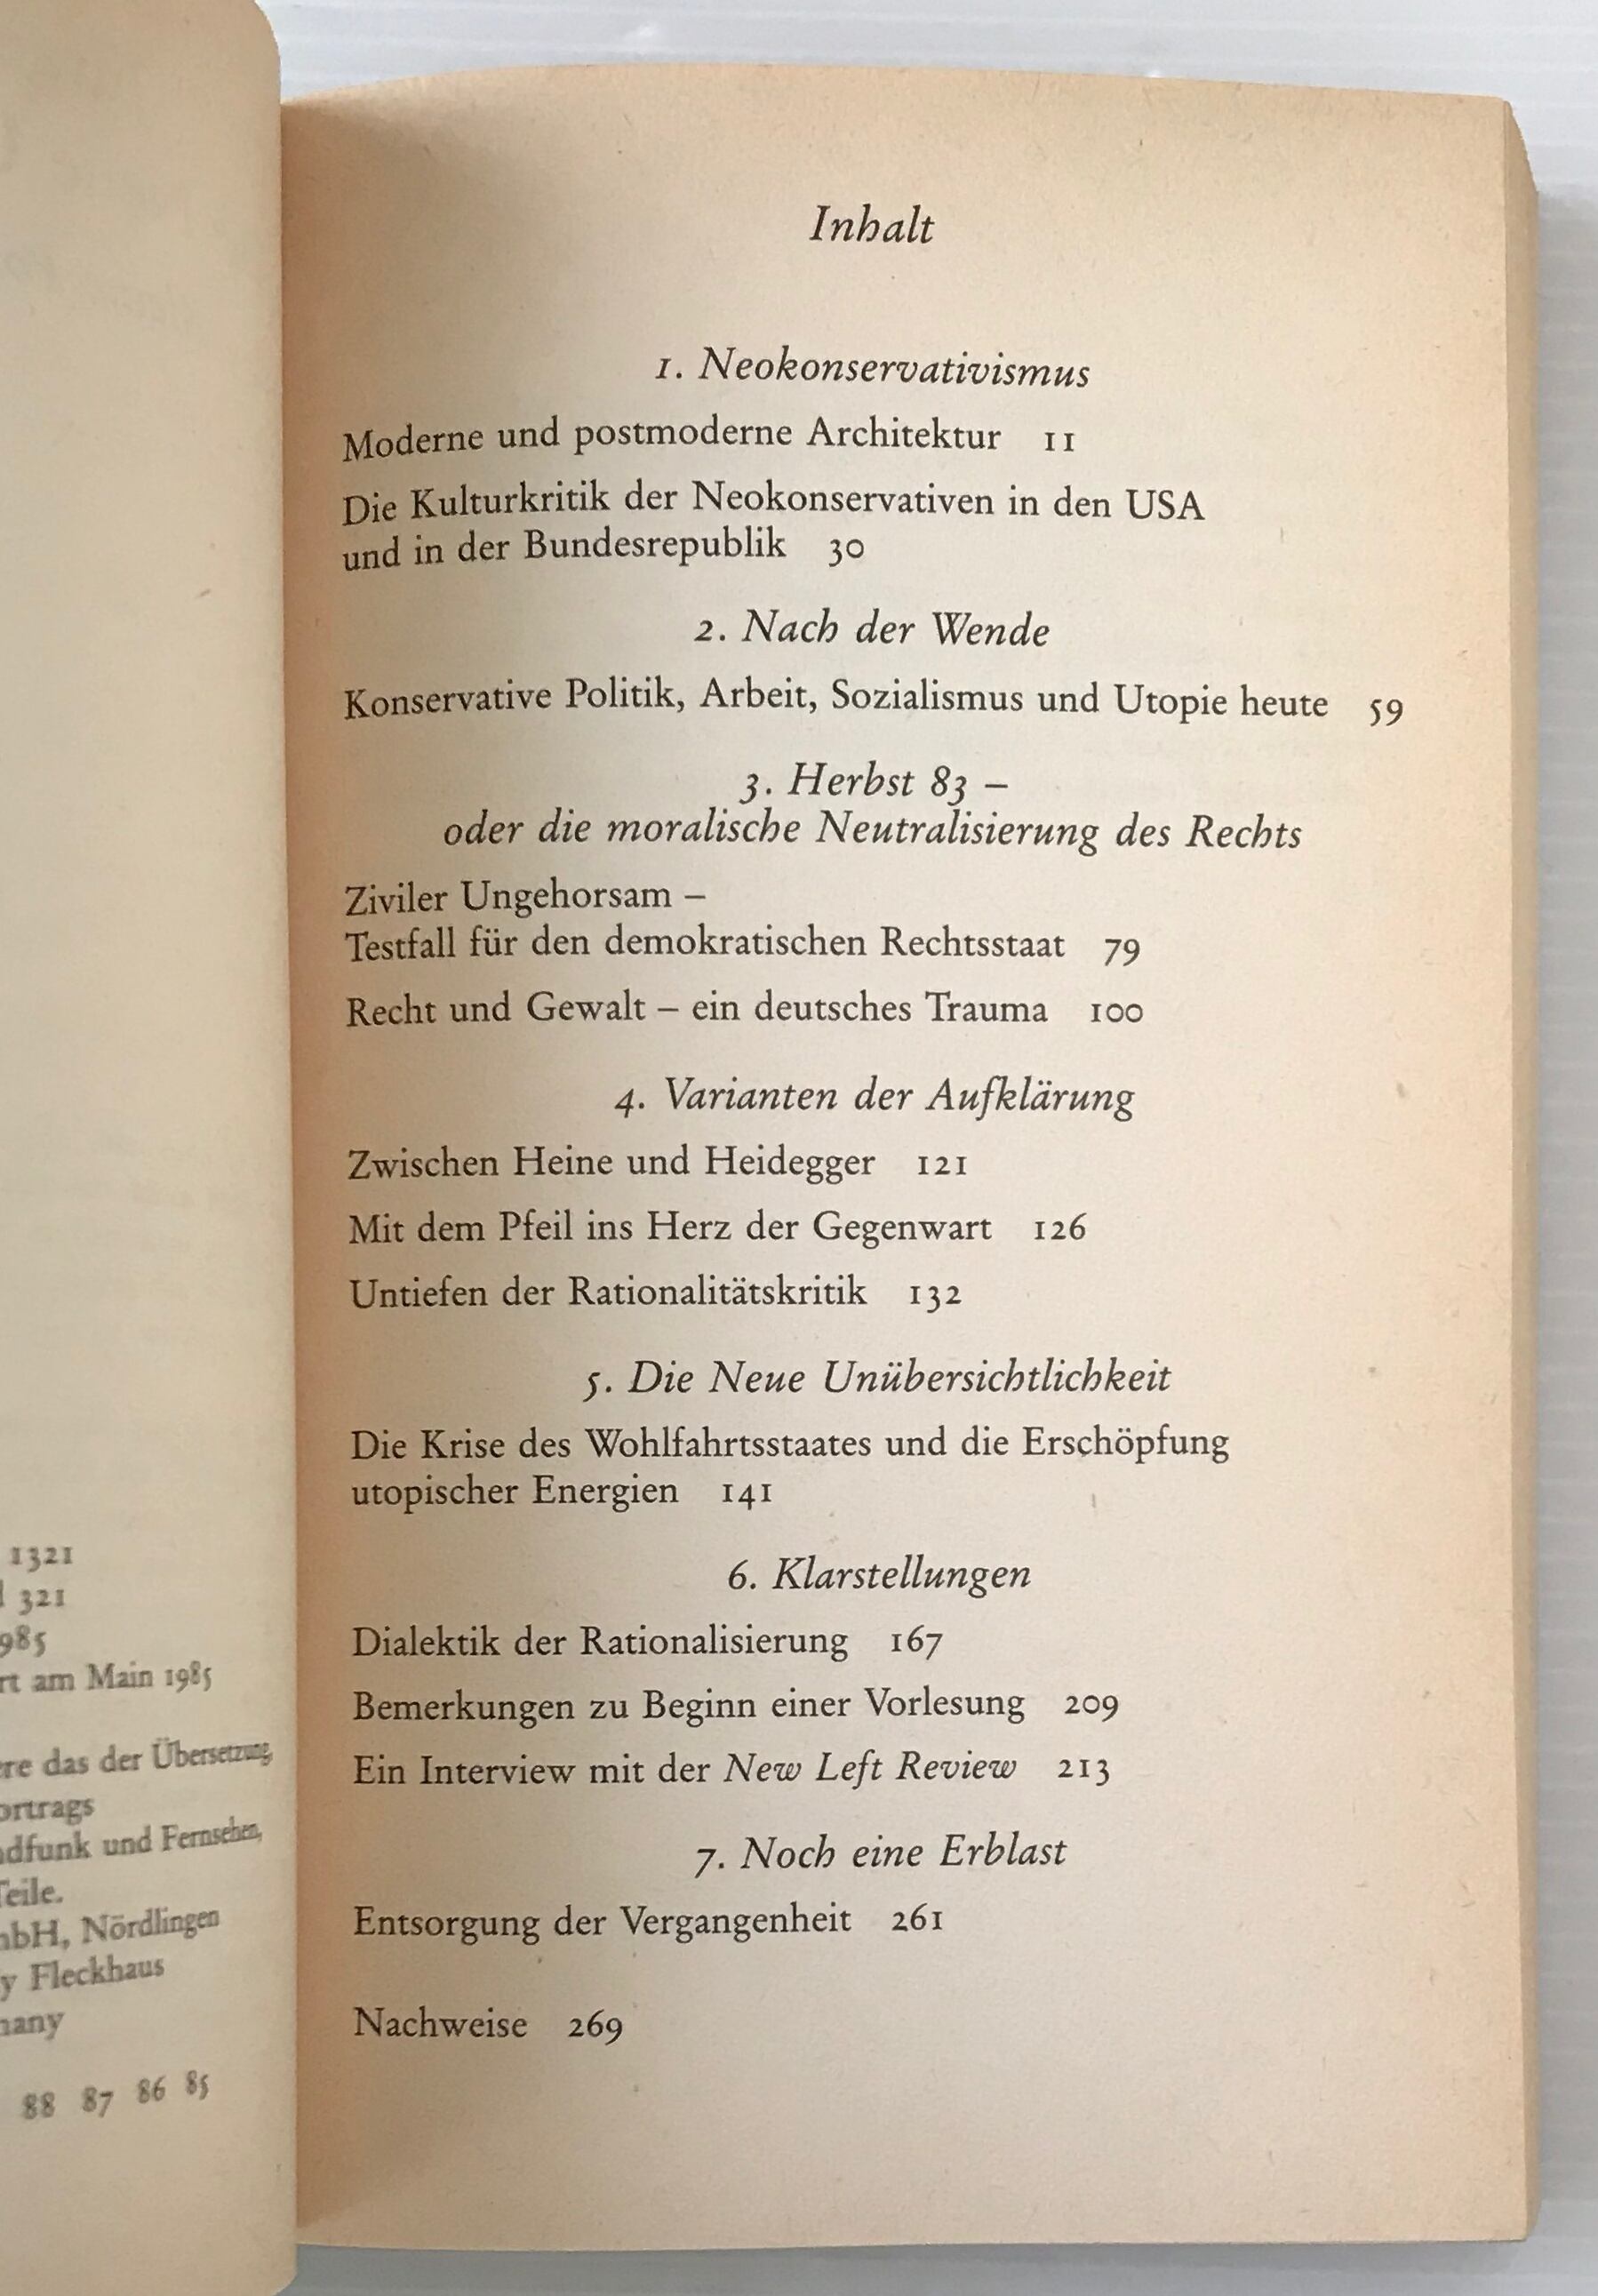 1321
321
am Main 1985
das der Übersetzung,
und Fernsehen,
Nördlingen
Fleckhaus
88 87 86 85
Inhalt
1. Neokonservativismus
Moderne und postmoderne Architektur 11
Die Kulturkritik der Neokonservativen in den USA
und in der Bundesrepublik 30
2. Nach der Wende
Konservative Politik, Arbeit, Sozialismus und Utopie heute 59
3. Herbst 83 –
oder die moralische Neutralisierung des Rechts
Ziviler Ungehorsam –
Testfall für den demokratischen Rechtsstaat 79
Recht und Gewalt – ein deutsches Trauma 100
4. Varianten der Aufklärung
Zwischen Heine und Heidegger 121
Mit dem Pfeil ins Herz der Gegenwart 126
Untiefen der Rationalitätskritik 132
5. Die Neue Unübersichtlichkeit
Die Krise des Wohlfahrtsstaates und die Erschöpfung
utopischer Energien 141
6. Klarstellungen
Dialektik der Rationalisierung 167
Bemerkungen zu Beginn einer Vorlesung 209
Ein Interview mit der New Left Review 213
7. Noch eine Erblast
Entsorgung der Vergangenheit 261
Nachweise 269